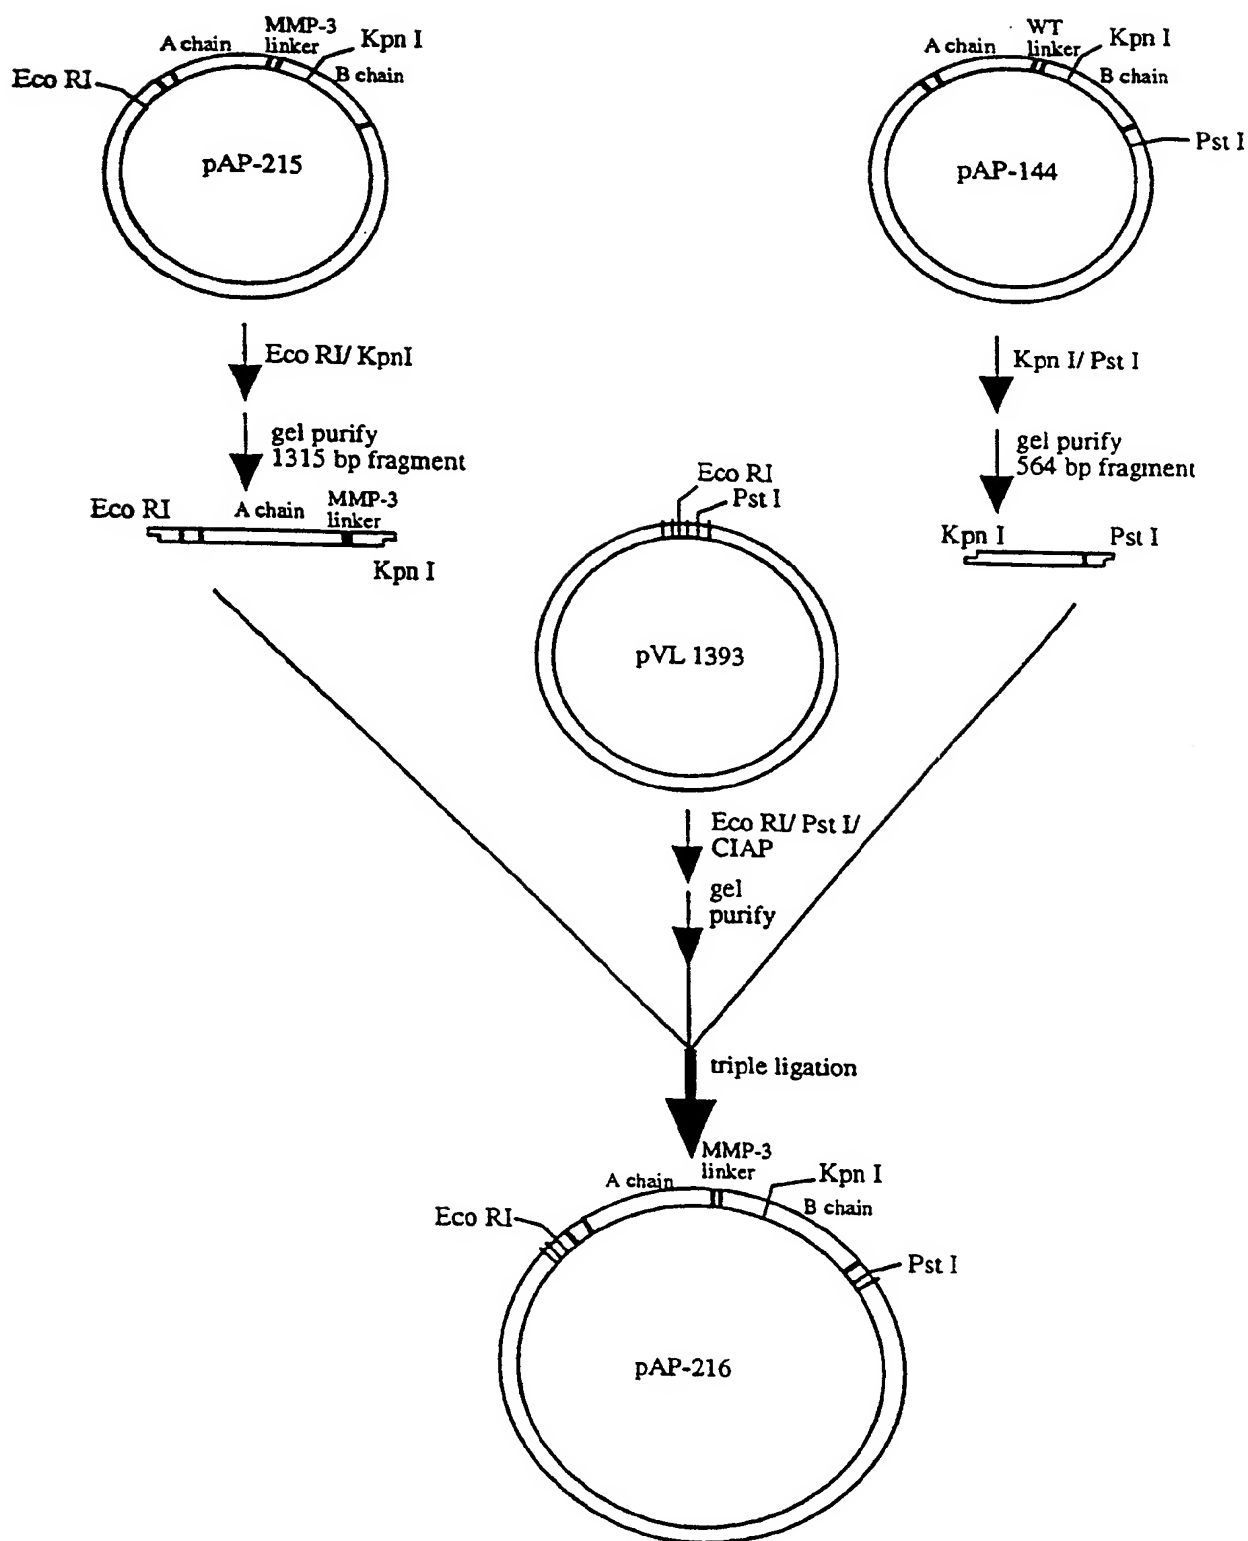 MMP-3
linker
A chain
Kpn I
B chain
Eco RI
pAP-215
WT
linker
A chain
Kpn I
B chain
Pst I
pAP-144
Eco RI/ KpnI
gel purify
1315 bp fragment
Kpn I/ Pst I
gel purify
564 bp fragment
Eco RI
A chain
MMP-3
linker
Kpn I
Eco RI
Pst I
Kpn I
Pst I
pVL 1393
Eco RI/ Pst I/
CIAP
gel
purify
triple ligation
MMP-3
linker
A chain
Kpn I
B chain
Eco RI
Pst I
pAP-216